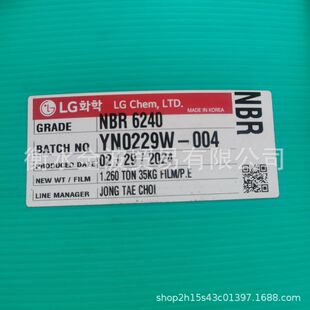 LG화학 LG Chem, LTD. MADE IN KOREA
GRADE NBR 6240
BATCH NO YN0229W-004
PRODUCED DATE 02 / 29 / 2024
NEW WT / FILM 1.260 TON 35KG FILM/P.E
LINE MANAGER JONG TAE CHOI
NBR
shop2h15s43c01397.1688.com